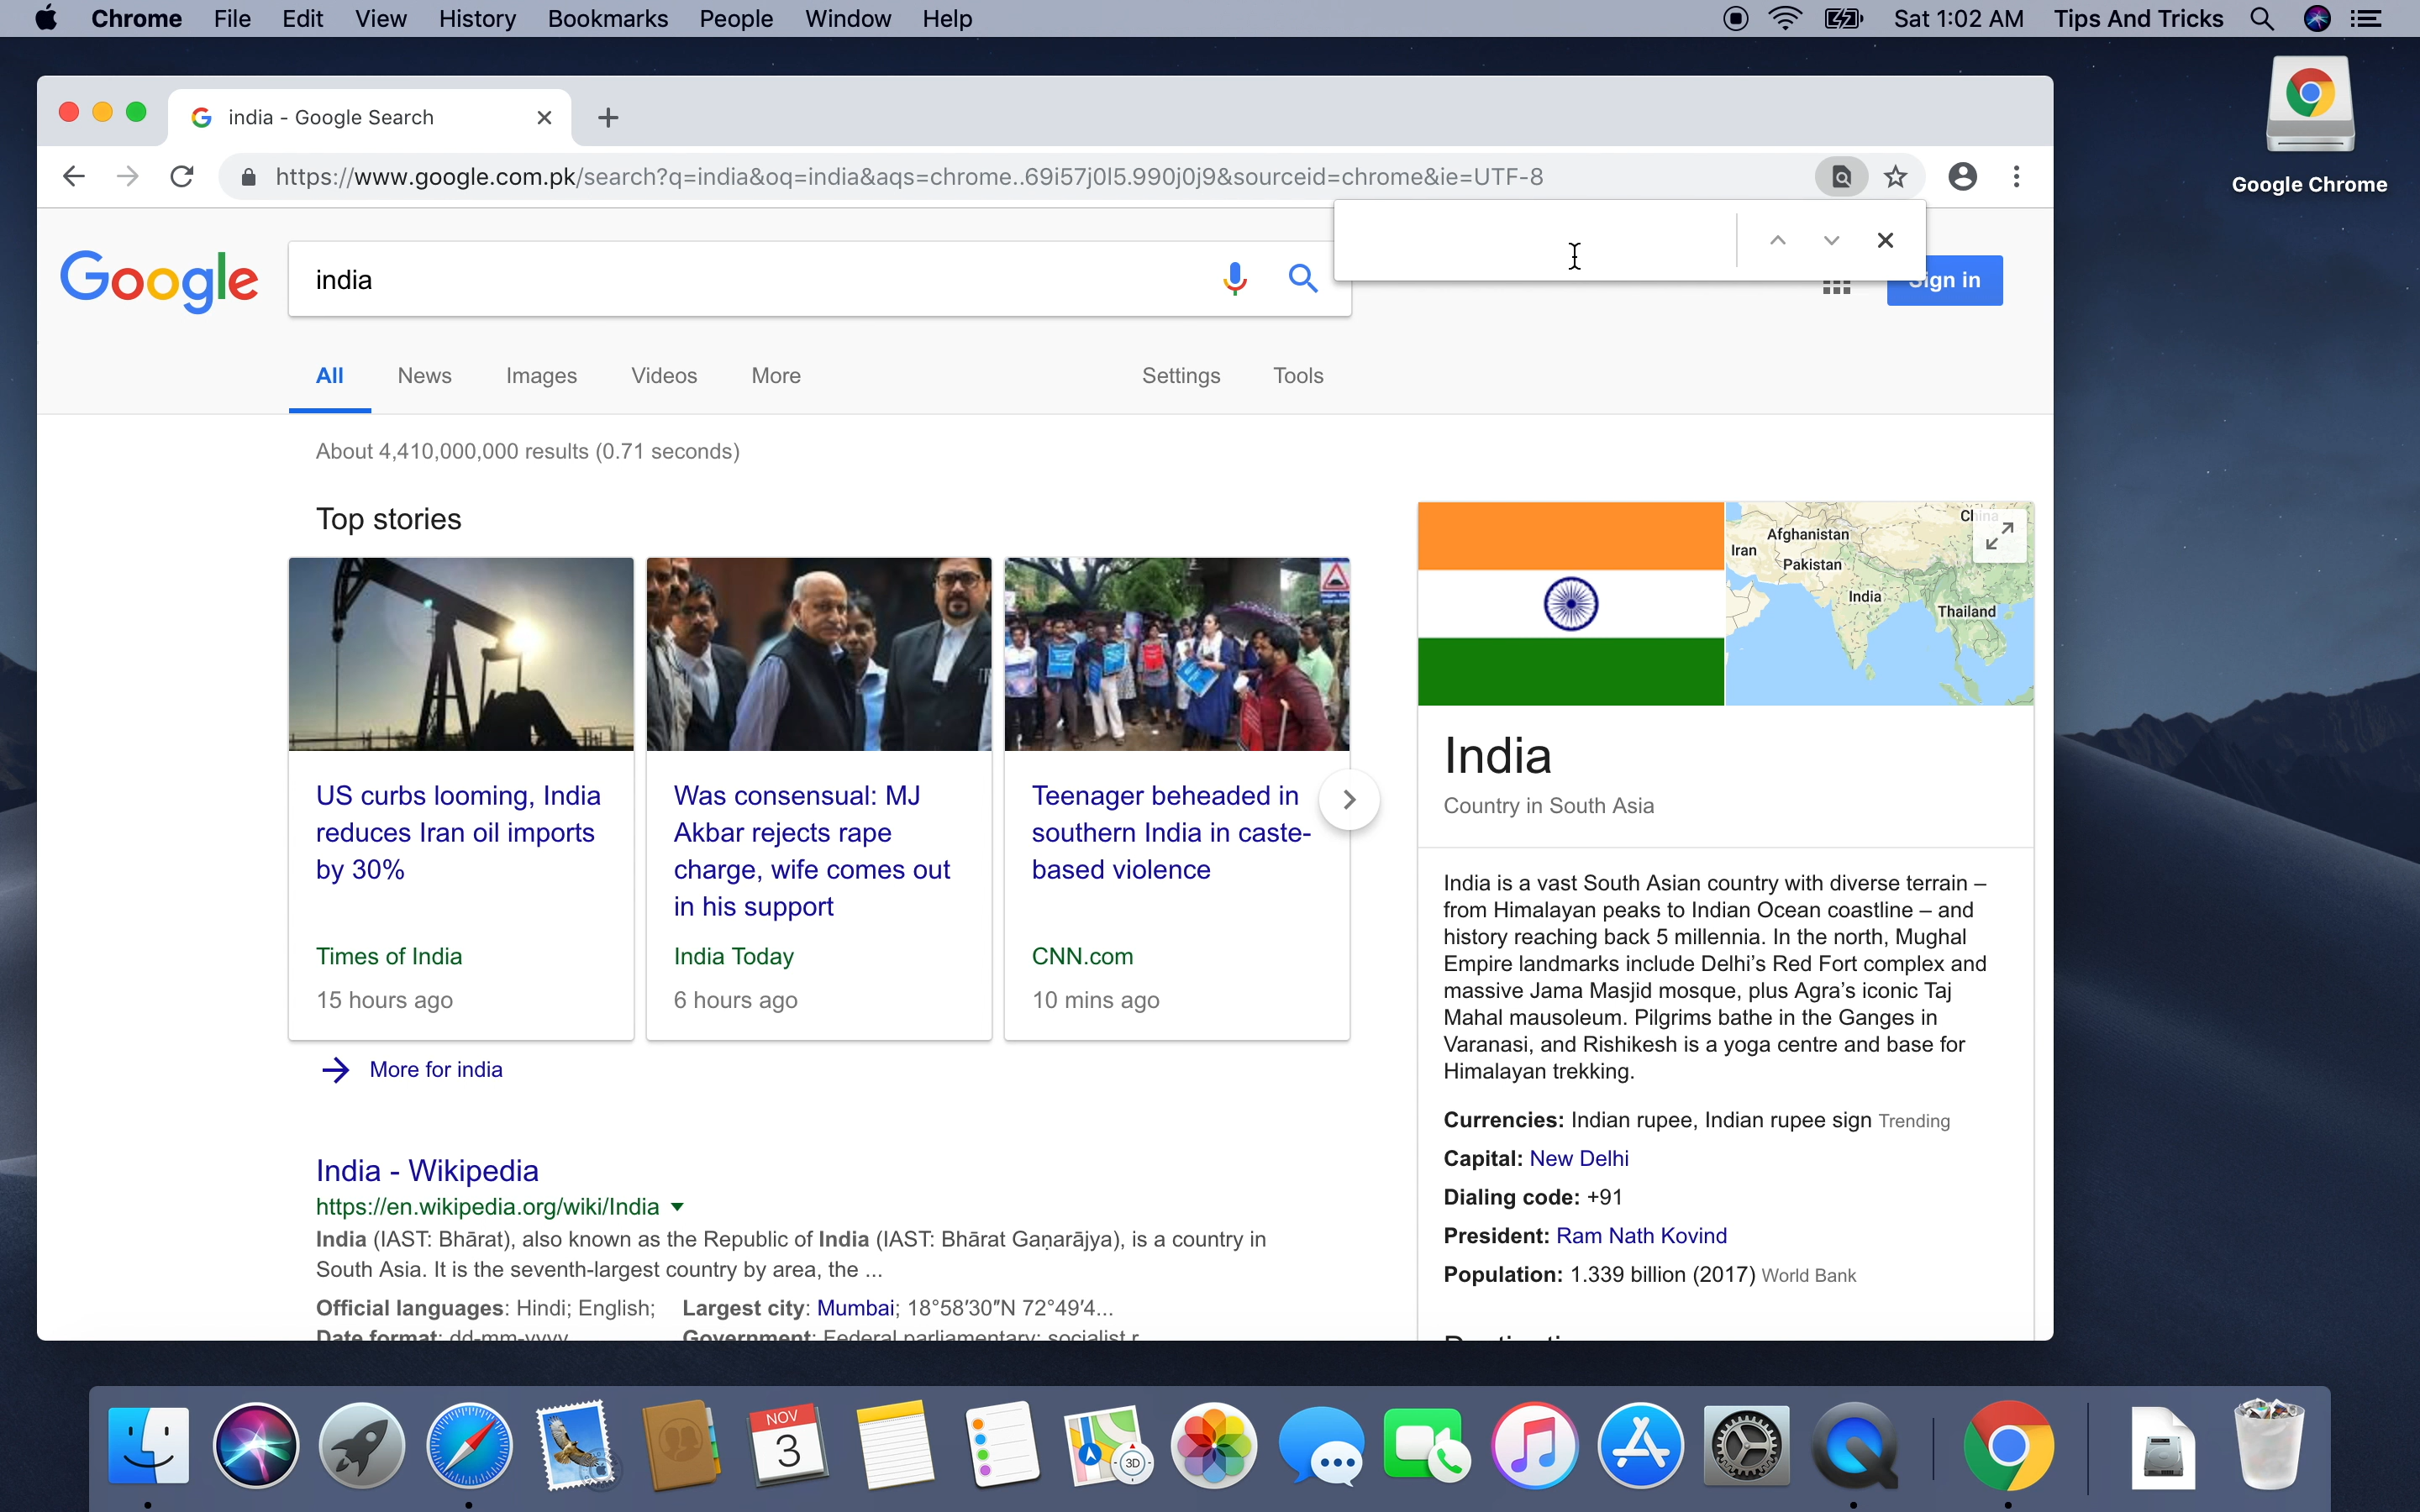 Chrome File Edit View History Bookmarks People Window Help Sat 1:02 AM Tips And Tricks
Google Chrome
india - Google Search
https://www.google.com.pk/search?q=india&oq=india&aqs=chrome..69i57j0l5.990j0j9&sourceid=chrome&ie=UTF-8
Google
india
Sign in
All News Images Videos More Settings Tools
About 4,410,000,000 results (0.71 seconds)
Top stories
US curbs looming, India
reduces Iran oil imports
by 30%
Times of India
15 hours ago
Was consensual: MJ
Akbar rejects rape
charge, wife comes out
in his support
India Today
6 hours ago
Teenager beheaded in
southern India in caste-
based violence
CNN.com
10 mins ago
More for india
India - Wikipedia
https://en.wikipedia.org/wiki/India
India (IAST: Bhārat), also known as the Republic of India (IAST: Bhārat Gaṇarājya), is a country in
South Asia. It is the seventh-largest country by area, the ...
Official languages: Hindi; English; Largest city: Mumbai; 18°58′30″N 72°49′4...
Date format: dd-mm-yyyy Government: Federal parliamentary; socialist r
China
Afghanistan
Iran
Pakistan
India
Thailand
India
Country in South Asia
India is a vast South Asian country with diverse terrain –
from Himalayan peaks to Indian Ocean coastline – and
history reaching back 5 millennia. In the north, Mughal
Empire landmarks include Delhi’s Red Fort complex and
massive Jama Masjid mosque, plus Agra’s iconic Taj
Mahal mausoleum. Pilgrims bathe in the Ganges in
Varanasi, and Rishikesh is a yoga centre and base for
Himalayan trekking.
Currencies: Indian rupee, Indian rupee sign Trending
Capital: New Delhi
Dialing code: +91
President: Ram Nath Kovind
Population: 1.339 billion (2017) World Bank
NOV
3
3D